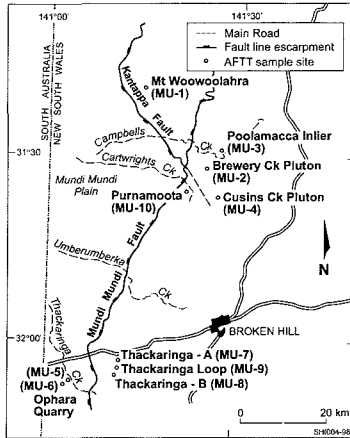 141°00'
141°30'
Main Road
Fault line escarpment
AFTT sample site
SOUTH AUSTRALIA
NEW SOUTH WALES
Kantappa
Fault
Mt Woowoolahra
(MU-1)
Campbells
Ck
Poolamacca Inlier
(MU-3)
31°30'
Cartwrights
Ck
Brewery Ck Pluton
(MU-2)
Mundi Mundi
Plain
Purnamoota
(MU-10)
Cusins Ck Pluton
(MU-4)
Fault
Mundi
Mundi
N
Umberumberka
Ck
Thackaringa
Ck
32°00'
BROKEN HILL
Thackaringa - A (MU-7)
Thackaringa Loop (MU-9)
Thackaringa - B (MU-8)
(MU-5)
(MU-6)
Ophara
Quarry
0 20
km
SH/004-98